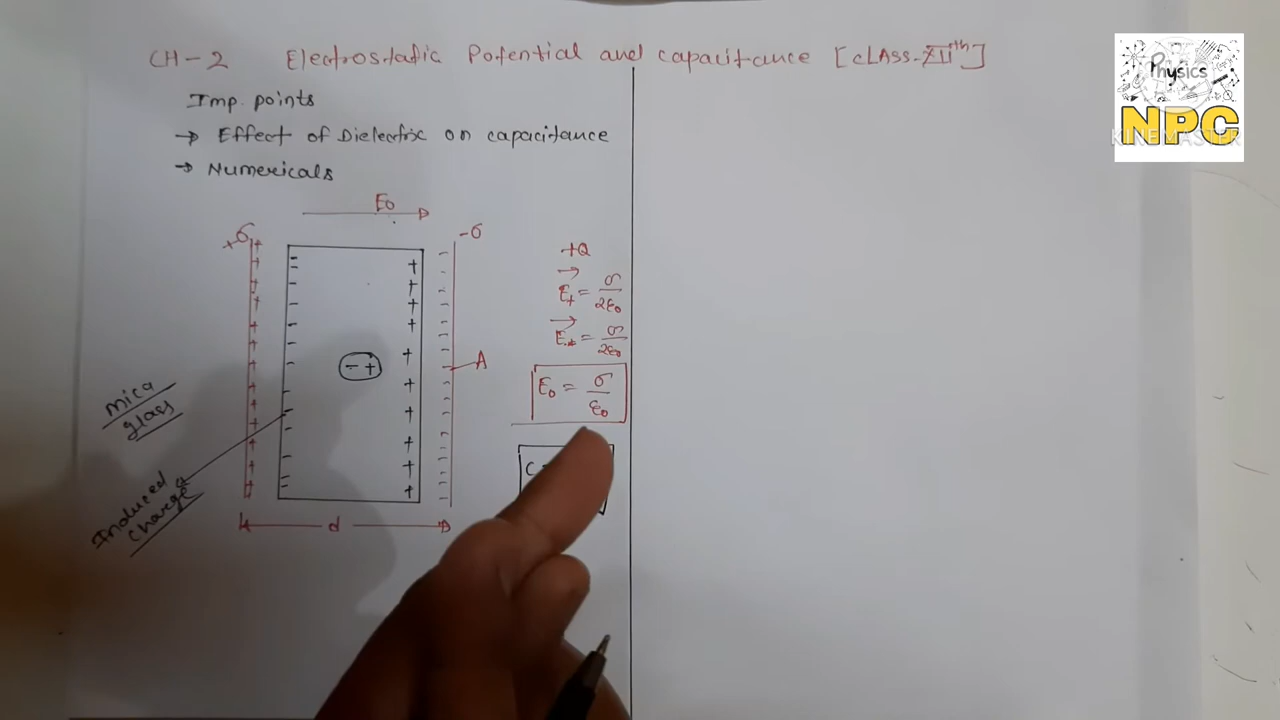 CH-2 Electrostatic Potential and capacitance [cLAss-XIIth]
Imp. points
→ Effect of Dielectric on capacitance
→ Numericals
E₀
+σ
-σ
- +
A
d
mica
glass
Induced
charge
+Q
E₊ = σ/2ε₀
= σ/2ε₀
E₀ = σ/ε₀
C
Physics
NPC
KINEMASTER